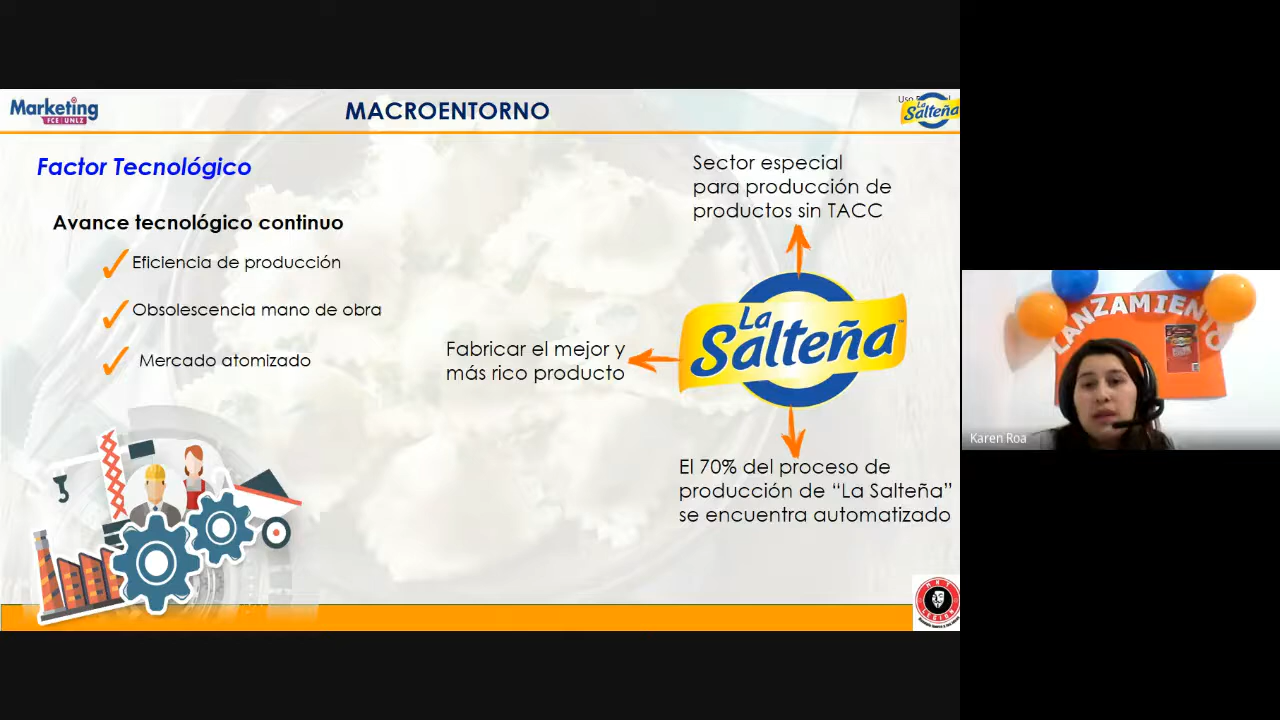 Marketing
FCE | UNLZ
MACROENTORNO
La
Salteña
Factor Tecnológico
Avance tecnológico continuo
✓ Eficiencia de producción
✓ Obsolescencia mano de obra
✓ Mercado atomizado
Sector especial
para producción de
productos sin TACC
La
Salteña™
Fabricar el mejor y
más rico producto
El 70% del proceso de
producción de “La Salteña”
se encuentra automatizado
LANZAMIENTO
Karen Roa